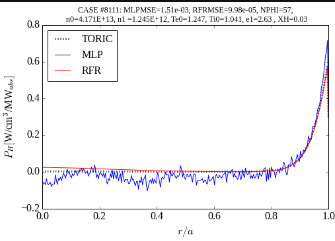 CASE #8111: MLPMSE=1.51e-03, RFRMSE=9.98e-05, NPHI=57,
n0=4.171E+13, n1 =1.245E+12, Te0=1.247, Ti0=1.041, e1=2.63 , XH=0.03
TORIC
MLP
RFR
P_H[W/cm^3/MW_abs]
0.8
0.6
0.4
0.2
0.0
−0.2
0.0 0.2 0.4 0.6 0.8 1.0
r/a